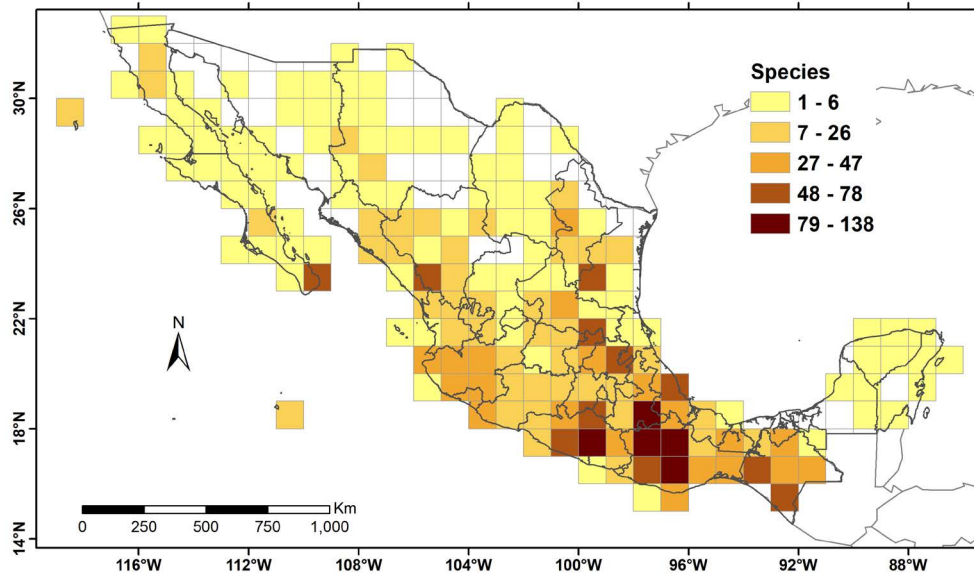 Species
1 - 6
7 - 26
27 - 47
48 - 78
79 - 138
30°N
26°N
22°N
18°N
14°N
N
Km
0 250 500 750 1,000
116°W 112°W 108°W 104°W 100°W 96°W 92°W 88°W